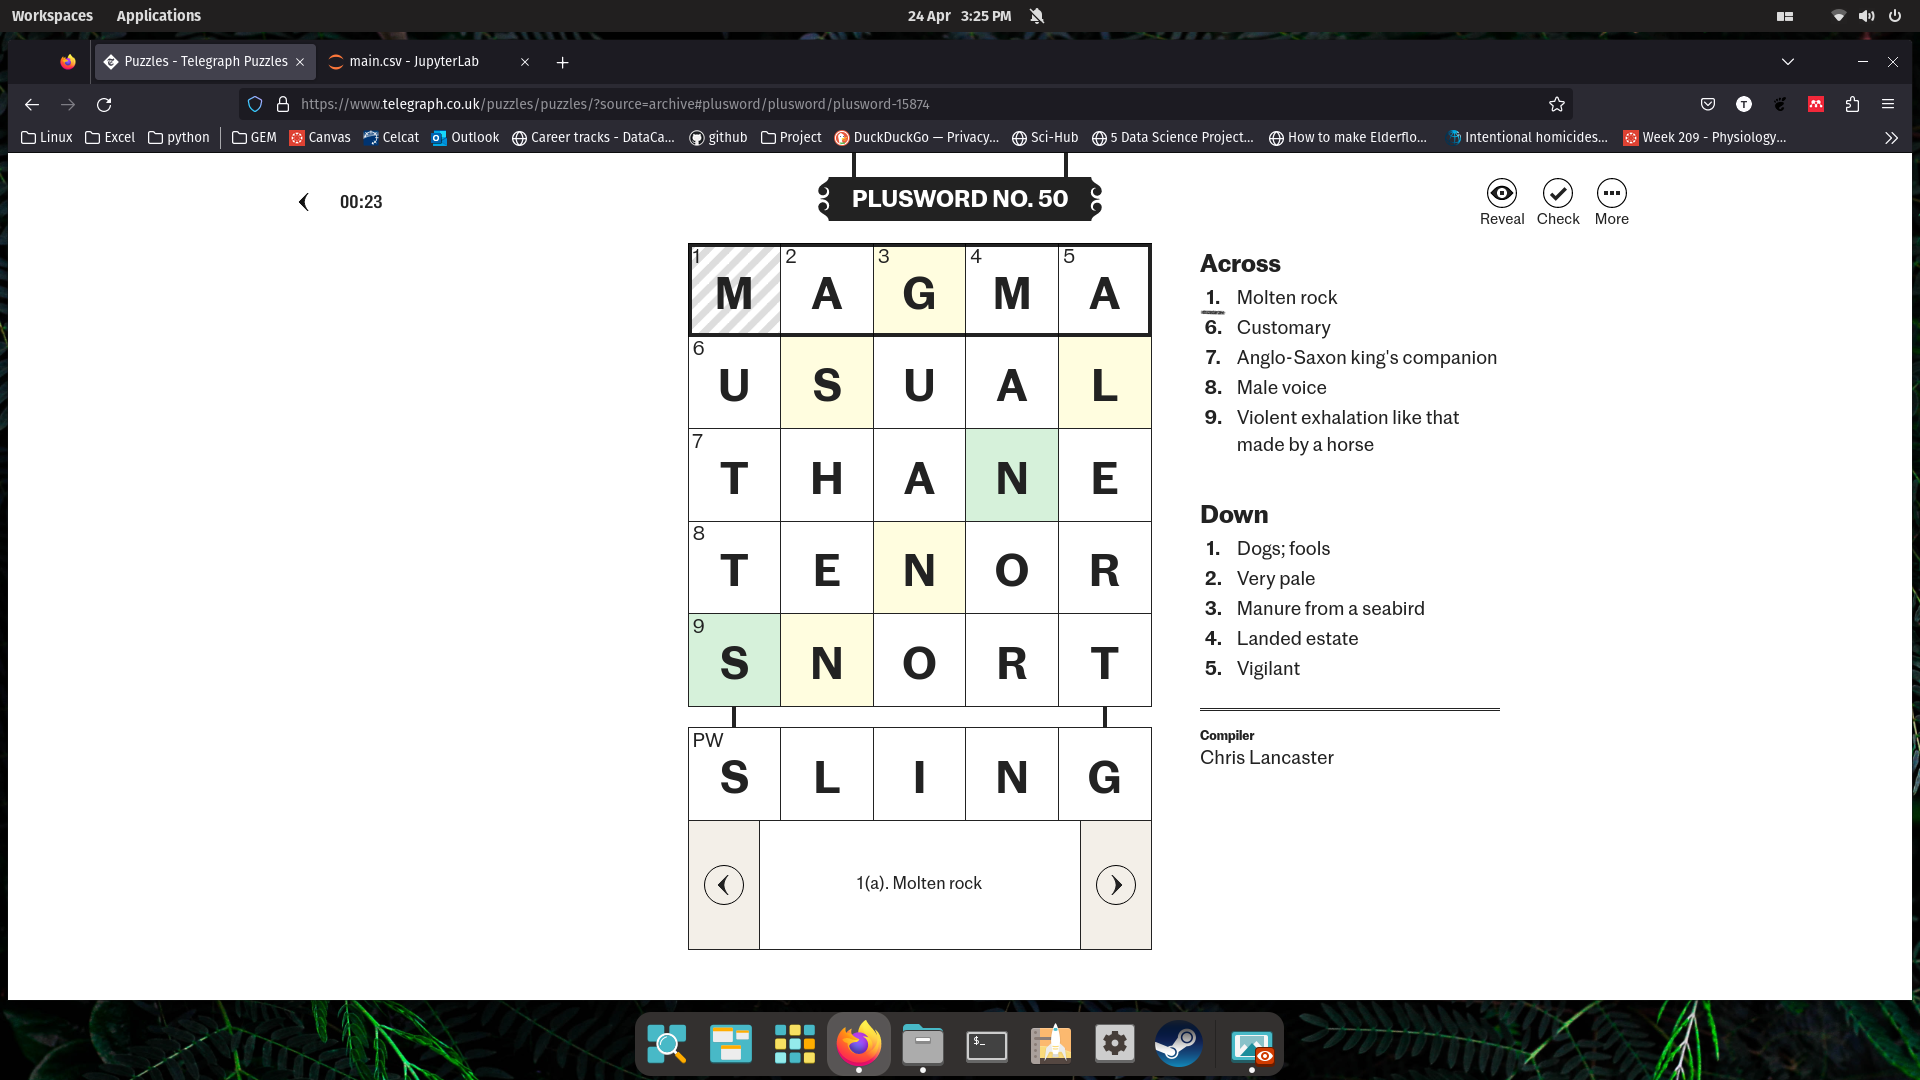 Workspaces Applications 24 Apr 3:25 PM
Puzzles - Telegraph Puzzles main.csv - JupyterLab
https://www.telegraph.co.uk/puzzles/puzzles/?source=archive#plusword/plusword/plusword-15874
Linux Excel python GEM Canvas Celcat Outlook Career tracks - DataCa... github Project DuckDuckGo — Privacy... Sci-Hub 5 Data Science Project... How to make Elderflo... Intentional homicides... Week 209 - Physiology...
00:23
PLUSWORD NO. 50
Reveal Check More
1 2 3 4 5
M A G M A
6
U S U A L
7
T H A N E
8
T E N O R
9
S N O R T
PW
S L I N G
1(a). Molten rock
Across
1. Molten rock
6. Customary
7. Anglo-Saxon king's companion
8. Male voice
9. Violent exhalation like that
made by a horse
Down
1. Dogs; fools
2. Very pale
3. Manure from a seabird
4. Landed estate
5. Vigilant
Compiler
Chris Lancaster